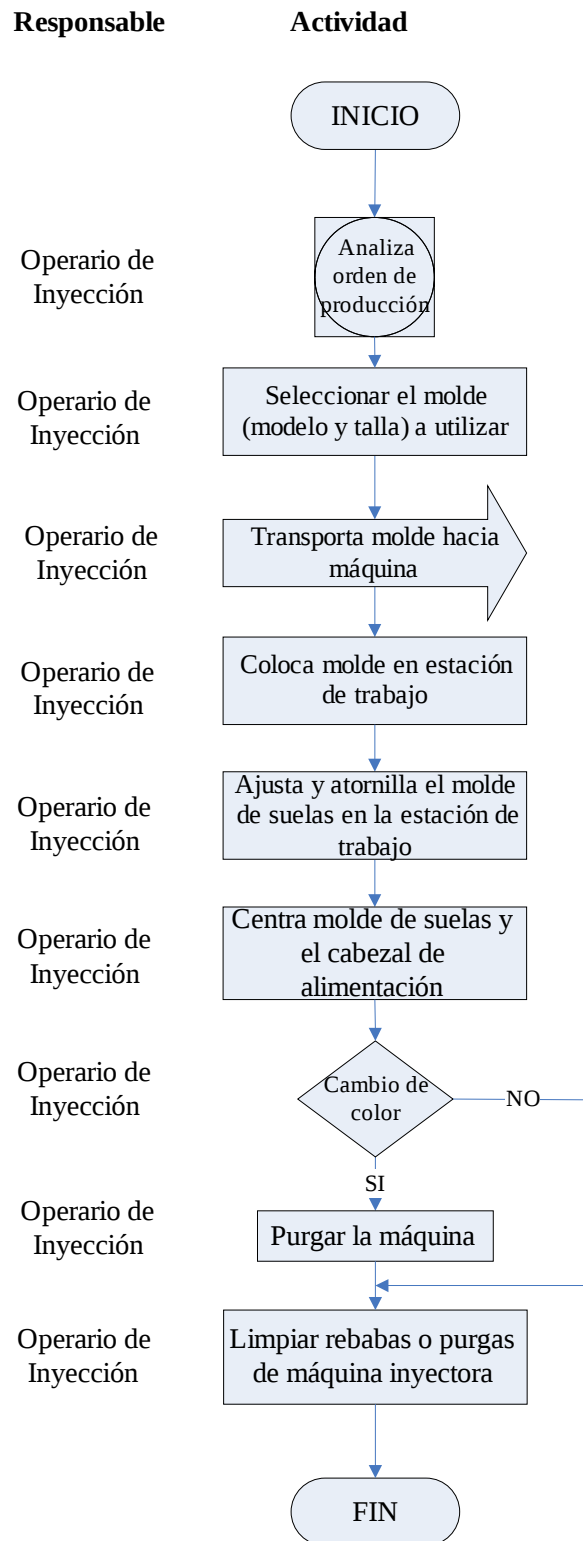 Responsable Actividad
INICIO
Operario de
Inyección
Analiza
orden de
producción
Operario de
Inyección
Seleccionar el molde
(modelo y talla) a utilizar
Operario de
Inyección
Transporta molde hacia
máquina
Operario de
Inyección
Coloca molde en estación
de trabajo
Operario de
Inyección
Ajusta y atornilla el molde
de suelas en la estación de
trabajo
Operario de
Inyección
Centra molde de suelas y
el cabezal de
alimentación
Operario de
Inyección
Cambio de
color
NO
SI
Operario de
Inyección
Purgar la máquina
Operario de
Inyección
Limpiar rebabas o purgas
de máquina inyectora
FIN